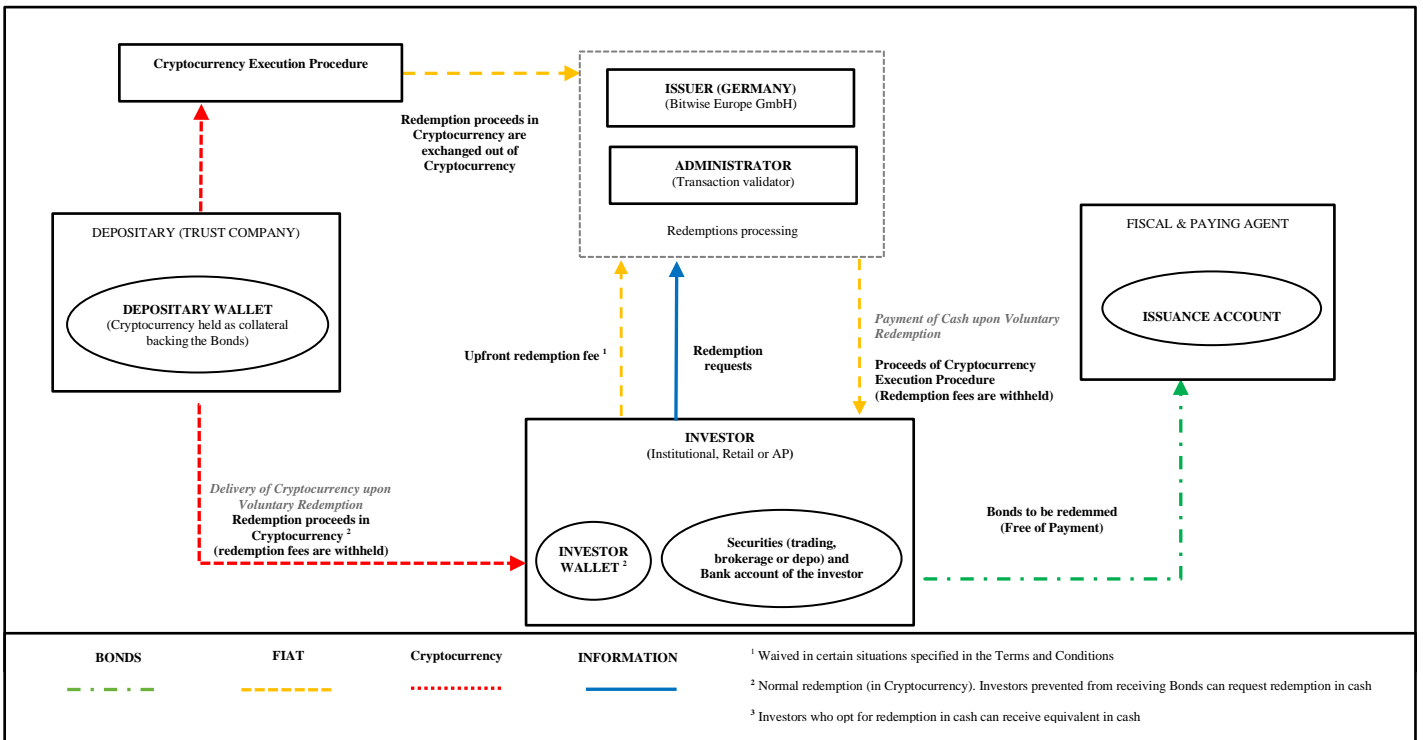 Cryptocurrency Execution Procedure
Redemption proceeds in
Cryptocurrency are
exchanged out of
Cryptocurrency
ISSUER (GERMANY)
(Bitwise Europe GmbH)
ADMINISTRATOR
(Transaction validator)
Redemptions processing
DEPOSITARY (TRUST COMPANY)
DEPOSITARY WALLET
(Cryptocurrency held as collateral
backing the Bonds)
FISCAL & PAYING AGENT
ISSUANCE ACCOUNT
Upfront redemption fee ¹
Redemption
requests
Payment of Cash upon Voluntary
Redemption
Proceeds of Cryptocurrency
Execution Procedure
(Redemption fees are withheld)
INVESTOR
(Institutional, Retail or AP)
INVESTOR
WALLET ²
Securities (trading,
brokerage or depo) and
Bank account of the investor
Delivery of Cryptocurrency upon
Voluntary Redemption
Redemption proceeds in
Cryptocurrency ²
(redemption fees are withheld)
Bonds to be redemmed
(Free of Payment)
BONDS
FIAT
Cryptocurrency
INFORMATION
¹ Waived in certain situations specified in the Terms and Conditions
² Normal redemption (in Cryptocurrency). Investors prevented from receiving Bonds can request redemption in cash
³ Investors who opt for redemption in cash can receive equivalent in cash